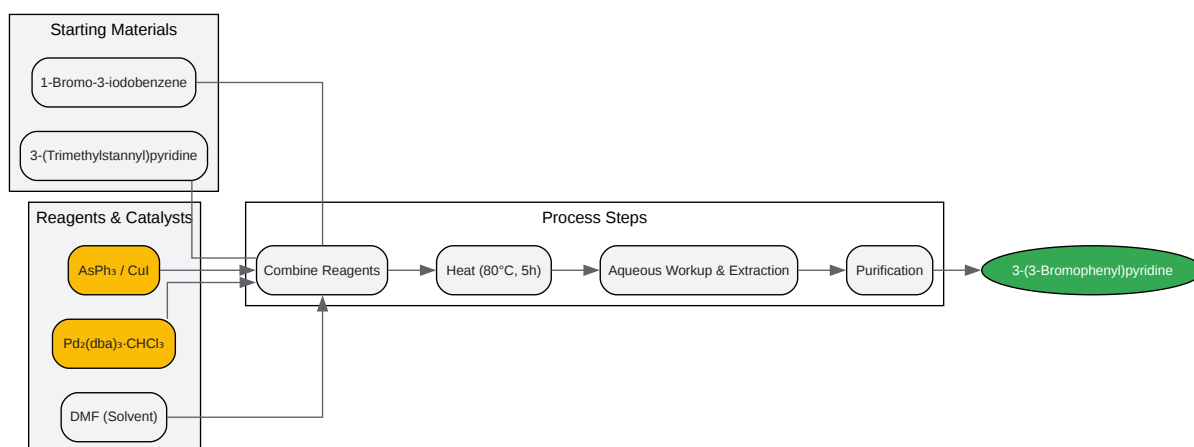 Starting Materials
1-Bromo-3-iodobenzene
3-(Trimethylstannyl)pyridine
Reagents & Catalysts
AsPh₃ / CuI
Pd₂(dba)₃·CHCl₃
DMF (Solvent)
Process Steps
Combine Reagents
Heat (80°C, 5h)
Aqueous Workup & Extraction
Purification
3-(3-Bromophenyl)pyridine